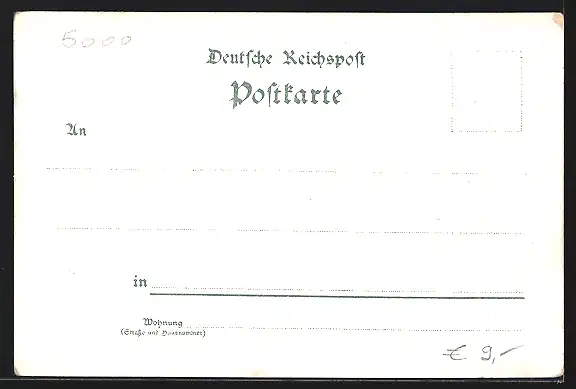 5000
Deutsche Reichspost
Postkarte
An
in
Wohnung
(Straße und Hausnummer)
€ 9,-